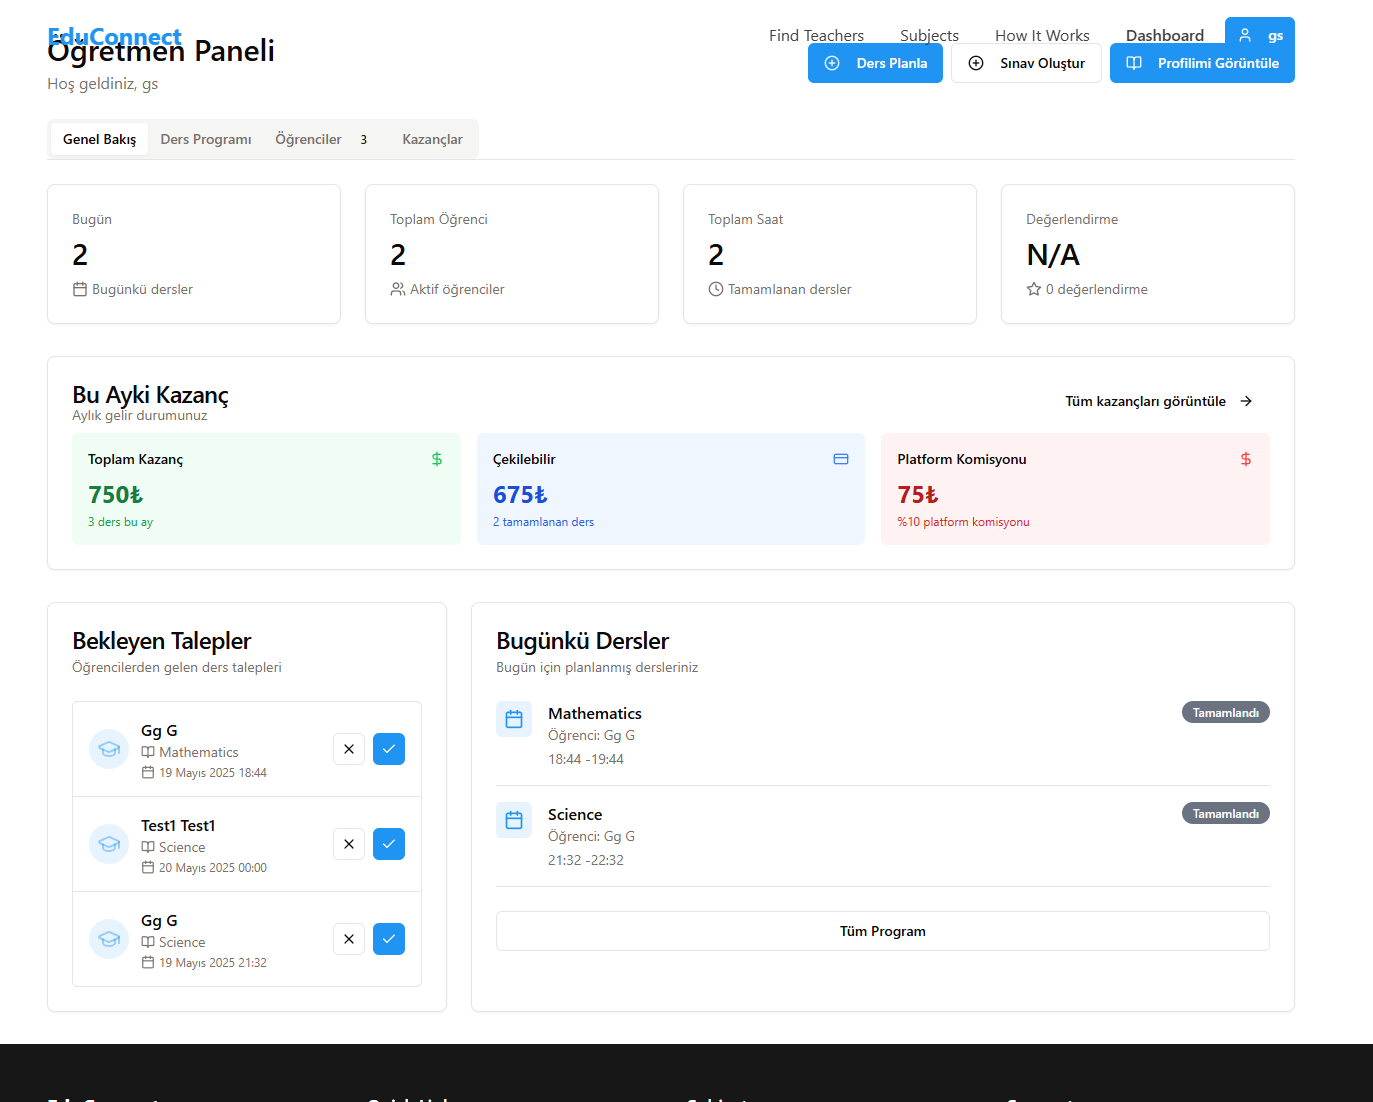 EduConnect
Find Teachers
Subjects
How It Works
Dashboard
gs
Öğretmen Paneli
Hoş geldiniz, gs
Ders Planla
Sınav Oluştur
Profilimi Görüntüle
Genel Bakış
Ders Programı
Öğrenciler 3
Kazançlar
Bugün
2
Bugünkü dersler
Toplam Öğrenci
2
Aktif öğrenciler
Toplam Saat
2
Tamamlanan dersler
Değerlendirme
N/A
0 değerlendirme
Bu Ayki Kazanç
Aylık gelir durumunuz
Tüm kazançları görüntüle
Toplam Kazanç
$
750₺
3 ders bu ay
Çekilebilir
675₺
2 tamamlanan ders
Platform Komisyonu
$
75₺
%10 platform komisyonu
Bekleyen Talepler
Öğrencilerden gelen ders talepleri
Gg G
Mathematics
19 Mayıs 2025 18:44
Test1 Test1
Science
20 Mayıs 2025 00:00
Gg G
Science
19 Mayıs 2025 21:32
Bugünkü Dersler
Bugün için planlanmış dersleriniz
Mathematics
Tamamlandı
Öğrenci: Gg G
18:44 -19:44
Science
Tamamlandı
Öğrenci: Gg G
21:32 -22:32
Tüm Program